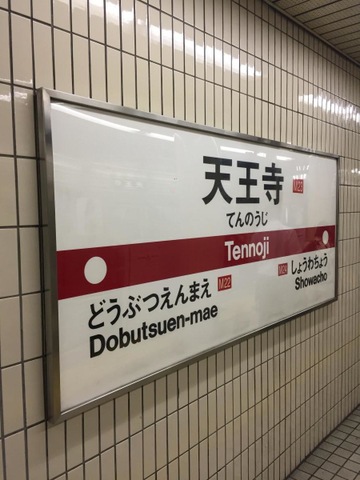 天王寺 M23
てんのうじ
Tennoji
どうぶつえんまえ M22
Dobutsuen-mae
M24 しょうわちょう
Showacho